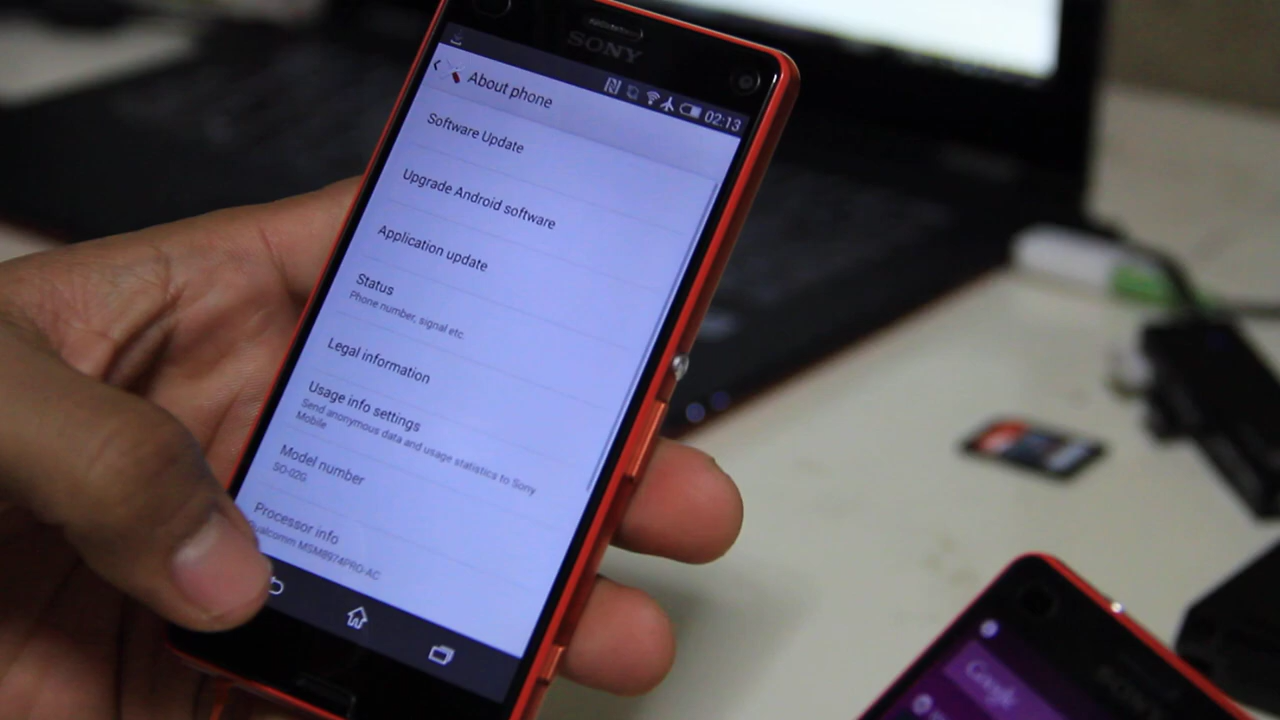 SONY
02:13
About phone
Software Update
Upgrade Android software
Application update
Status
Phone number, signal etc.
Legal information
Usage info settings
Send anonymous data and usage statistics to Sony
Mobile
Model number
SO-02G
Processor info
Qualcomm MSM8974PRO-AC
Google
SONY